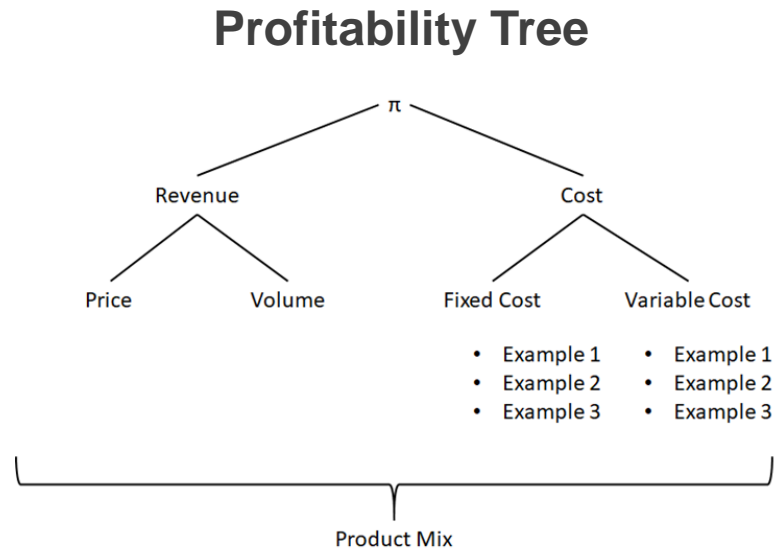 Profitability Tree
π
Revenue Cost
Price Volume Fixed Cost Variable Cost
• Example 1 • Example 1
• Example 2 • Example 2
• Example 3 • Example 3
Product Mix